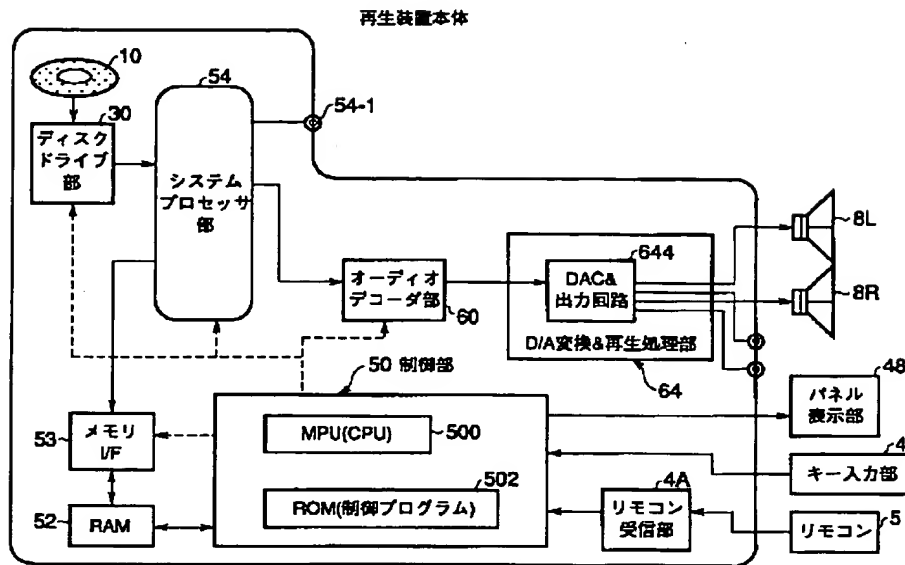 再生装置本体
10
54
54-1
30
ディスク
ドライブ
部
システム
プロセッサ
部
8L
644
DAC&
出力回路
8R
オーディオ
デコーダ部
60
D/A変換&再生処理部
64
50 制御部
48
パネル
表示部
MPU(CPU)
500
53
メモリ
I/F
4
キー入力部
502
ROM(制御プログラム)
4A
リモコン
受信部
52
RAM
リモコン
5